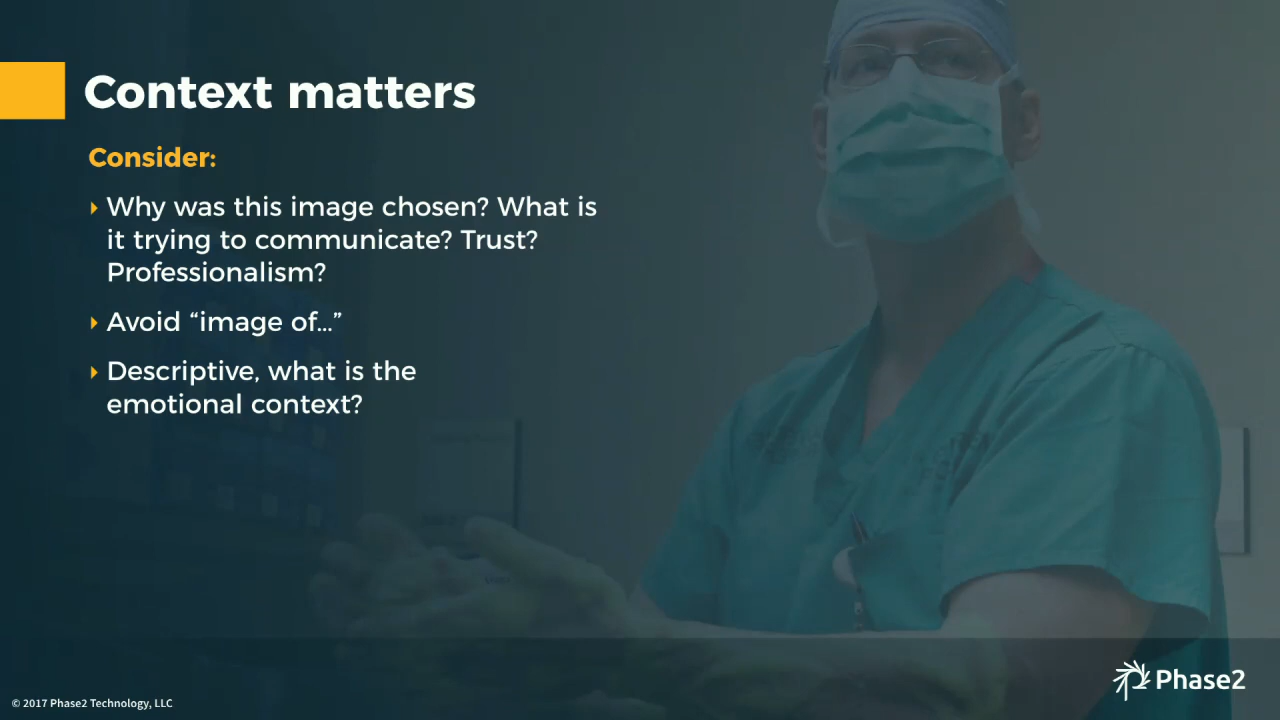 Context matters
Consider:
Why was this image chosen? What is
it trying to communicate? Trust?
Professionalism?
Avoid “image of...”
Descriptive, what is the
emotional context?
Phase2
© 2017 Phase2 Technology, LLC